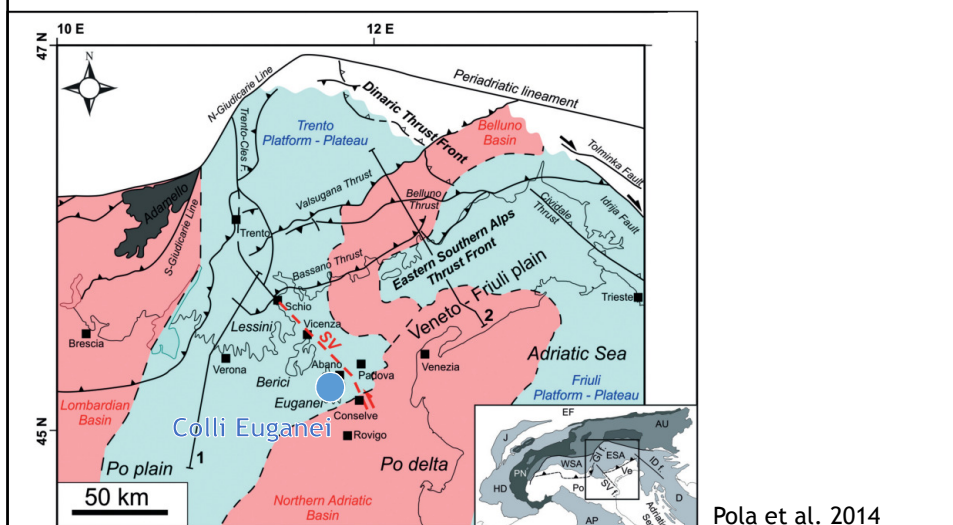 10 E
12 E
47 N
N
N-Giudicarie Line
Periadriatic lineament
Dinaric Thrust Front
Trento-Cles F.
Trento
Platform - Plateau
Belluno
Basin
Tolminka Fault
Idrija Fault
Adamello
S-Giudicarie Line
Valsugana Thrust
Belluno
Thrust
Cividale
Thrust
Trento
Bassano Thrust
Eastern Southern Alps
Thrust Front
Veneto - Friuli plain
Trieste
Schio
Lessini
Vicenza
SV
2
Brescia
Verona
Abano
Padova
Venezia
Adriatic Sea
Berici
Euganei
Friuli
Platform - Plateau
Lombardian
Basin
Conselve
Colli Euganei
45 N
Rovigo
1
Po plain
Po delta
50 km
Northern Adriatic
Basin
EF
J
AU
PN
WSA
GI
ESA
ID f.
HD
Po
Ve
SV f.
D
AP
Adriatic
Pola et al. 2014